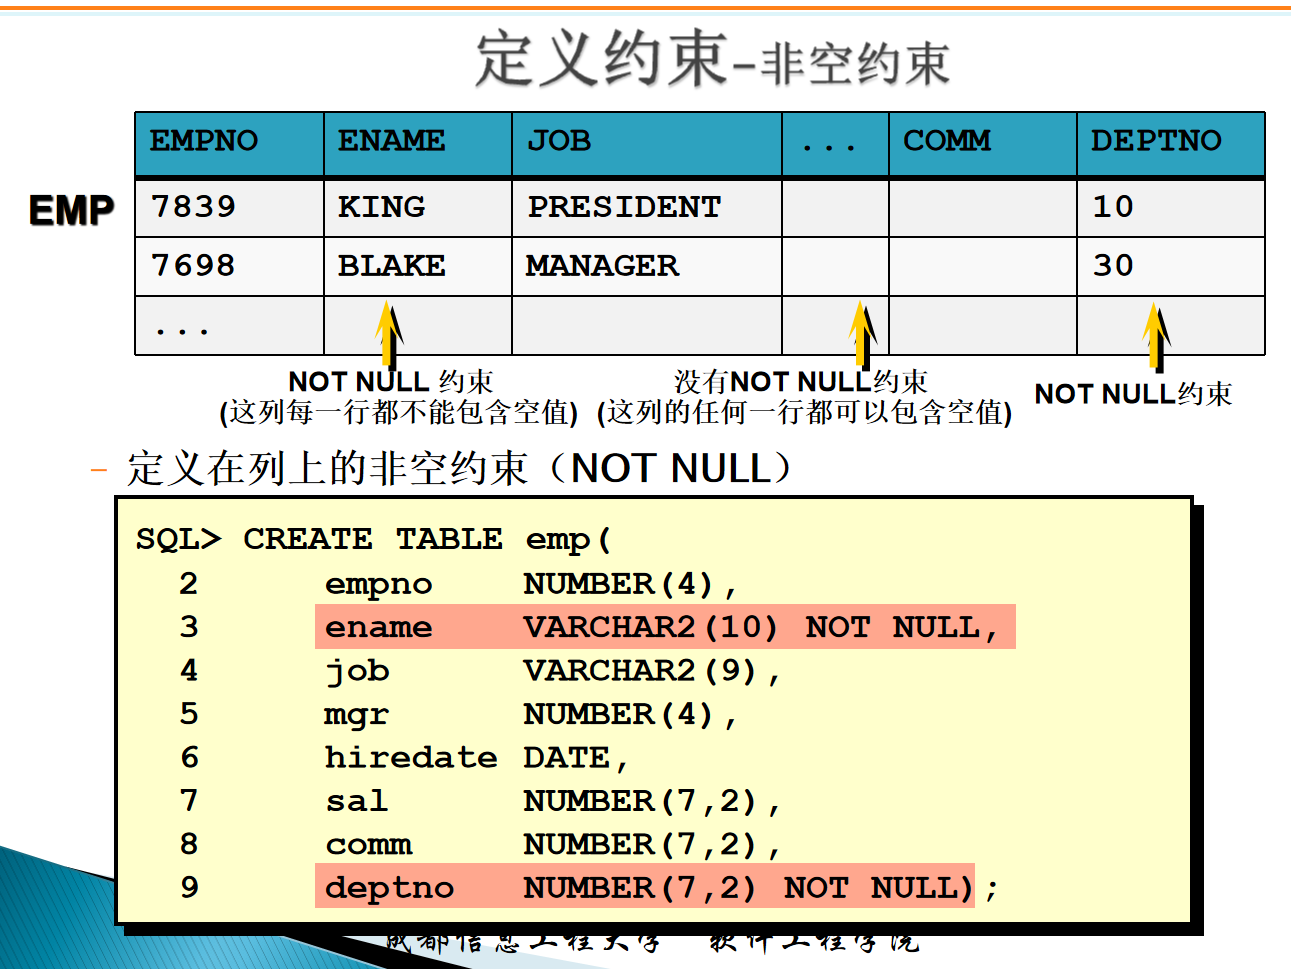 定义约束-非空约束
EMPNO ENAME JOB ... COMM DEPTNO
EMP
7839 KING PRESIDENT 10
7698 BLAKE MANAGER 30
...
NOT NULL 约束
(这列每一行都不能包含空值)
没有NOT NULL约束
(这列的任何一行都可以包含空值)
NOT NULL约束
– 定义在列上的非空约束（NOT NULL）
SQL> CREATE TABLE emp(
2 empno NUMBER(4),
3 ename VARCHAR2(10) NOT NULL,
4 job VARCHAR2(9),
5 mgr NUMBER(4),
6 hiredate DATE,
7 sal NUMBER(7,2),
8 comm NUMBER(7,2),
9 deptno NUMBER(7,2) NOT NULL);
成都信息工程大学 软件工程学院